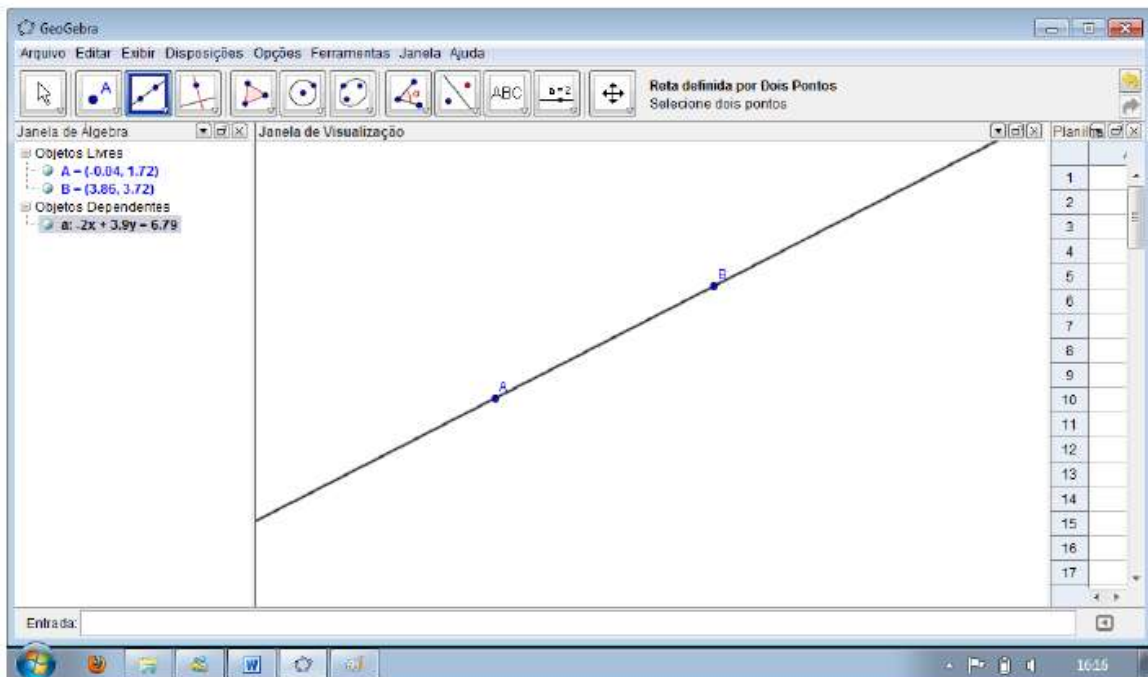 GeoGebra
Arquivo Editar Exibir Disposições Opções Ferramentas Janela Ajuda
A
ABC
a=2
Reta definida por Dois Pontos
Selecione dois pontos
Janela de Álgebra
Janela de Visualização
Objetos Livres
A = (-0.04, 1.72)
B = (3.86, 3.72)
Objetos Dependentes
a: -2x + 3.9y = 6.79
B
A
1
2
3
4
5
6
7
8
9
10
11
12
13
14
15
16
17
Entrada:
W
16:16